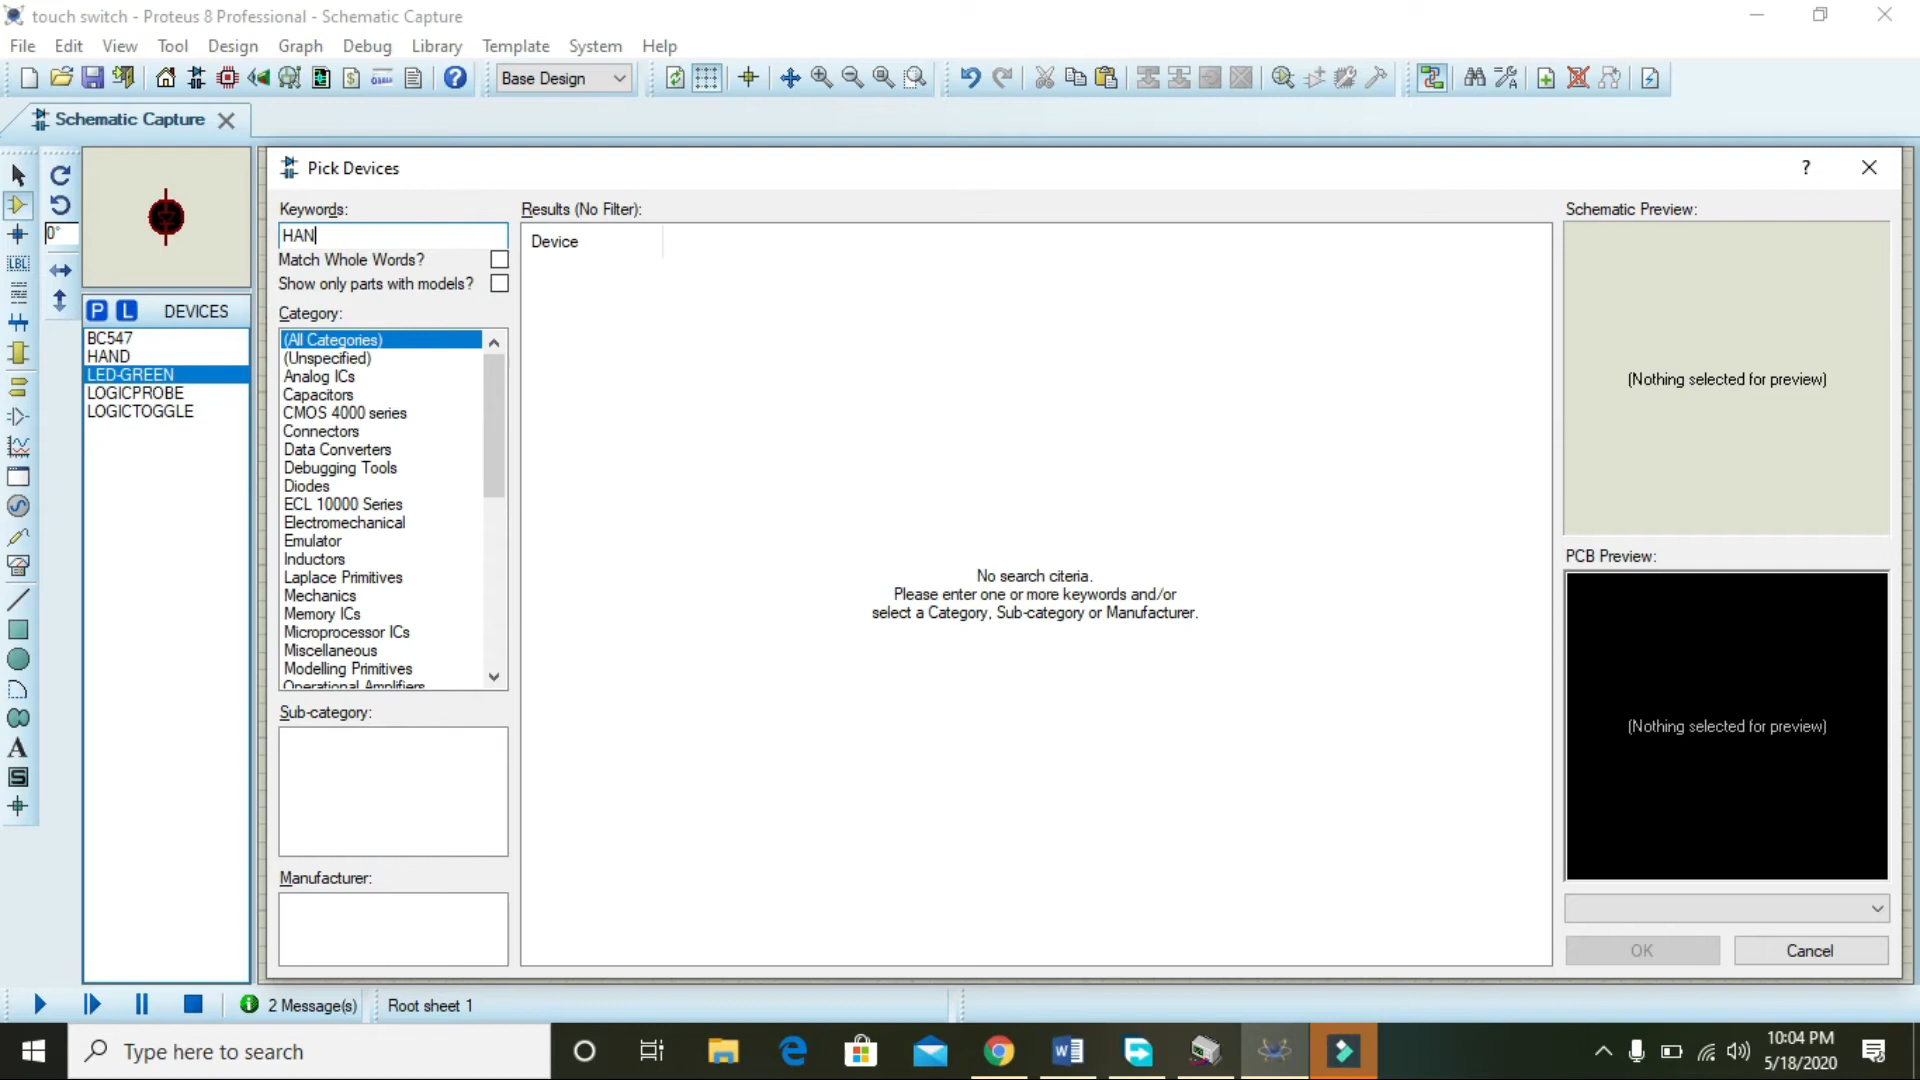 touch switch - Proteus 8 Professional - Schematic Capture
File Edit View Tool Design Graph Debug Library Template System Help
Base Design
Schematic Capture
Pick Devices
?
Keywords:
HAN
Match Whole Words?
Show only parts with models?
Category:
(All Categories)
(Unspecified)
Analog ICs
Capacitors
CMOS 4000 series
Connectors
Data Converters
Debugging Tools
Diodes
ECL 10000 Series
Electromechanical
Emulator
Inductors
Laplace Primitives
Mechanics
Memory ICs
Microprocessor ICs
Miscellaneous
Modelling Primitives
Operational Amplifiers
Sub-category:
Manufacturer:
Results (No Filter):
Device
No search citeria.
Please enter one or more keywords and/or
select a Category, Sub-category or Manufacturer.
Schematic Preview:
(Nothing selected for preview)
PCB Preview:
(Nothing selected for preview)
OK
Cancel
0°
LBL
A
S
P L DEVICES
BC547
HAND
LED-GREEN
LOGICPROBE
LOGICTOGGLE
2 Message(s)
Root sheet 1
Type here to search
10:04 PM
5/18/2020